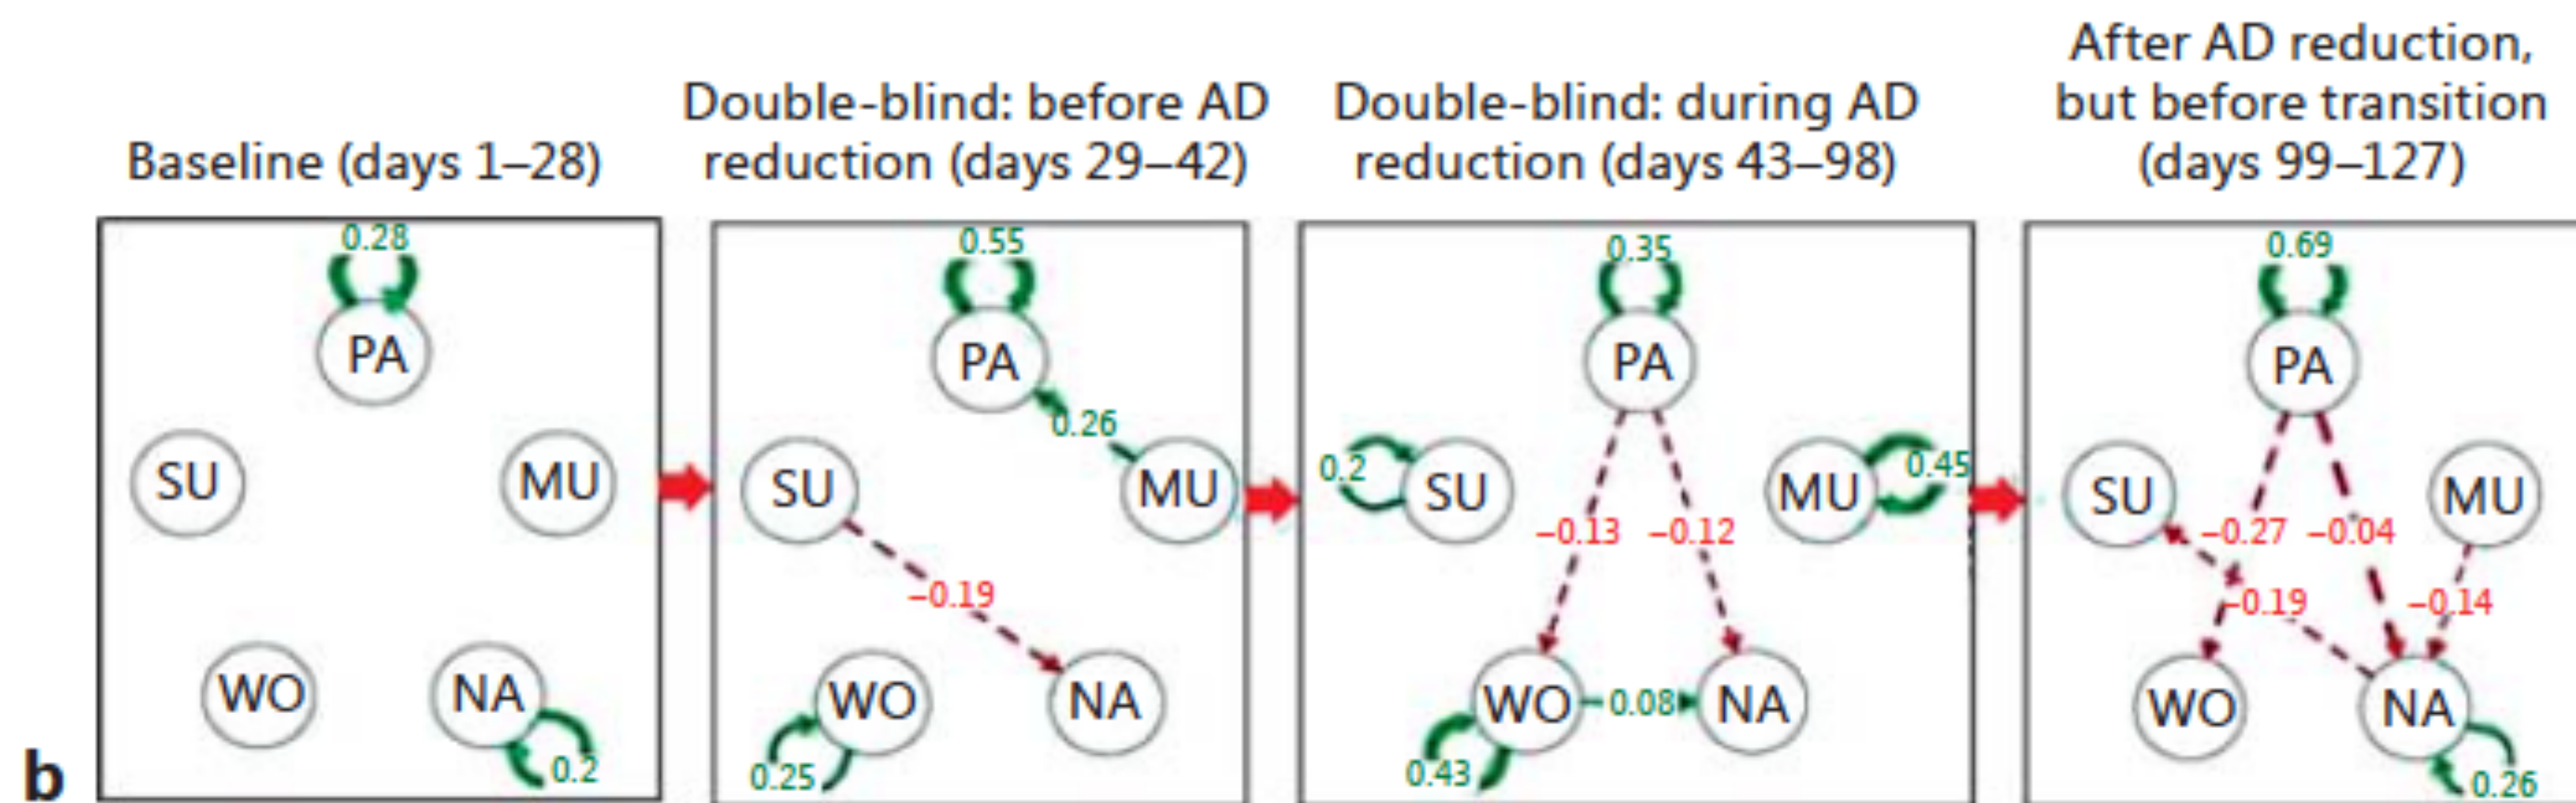 Baseline (days 1–28)
Double-blind: before AD
reduction (days 29–42)
Double-blind: during AD
reduction (days 43–98)
After AD reduction,
but before transition
(days 99–127)
0.28
PA
SU
MU
WO
NA
0.2
0.55
PA
0.26
SU
MU
–0.19
WO
NA
0.25
0.35
PA
0.2
SU
MU
0.45
–0.13
–0.12
WO
0.08
NA
0.43
0.69
PA
SU
MU
–0.27
–0.04
–0.19
–0.14
WO
NA
0.26
b